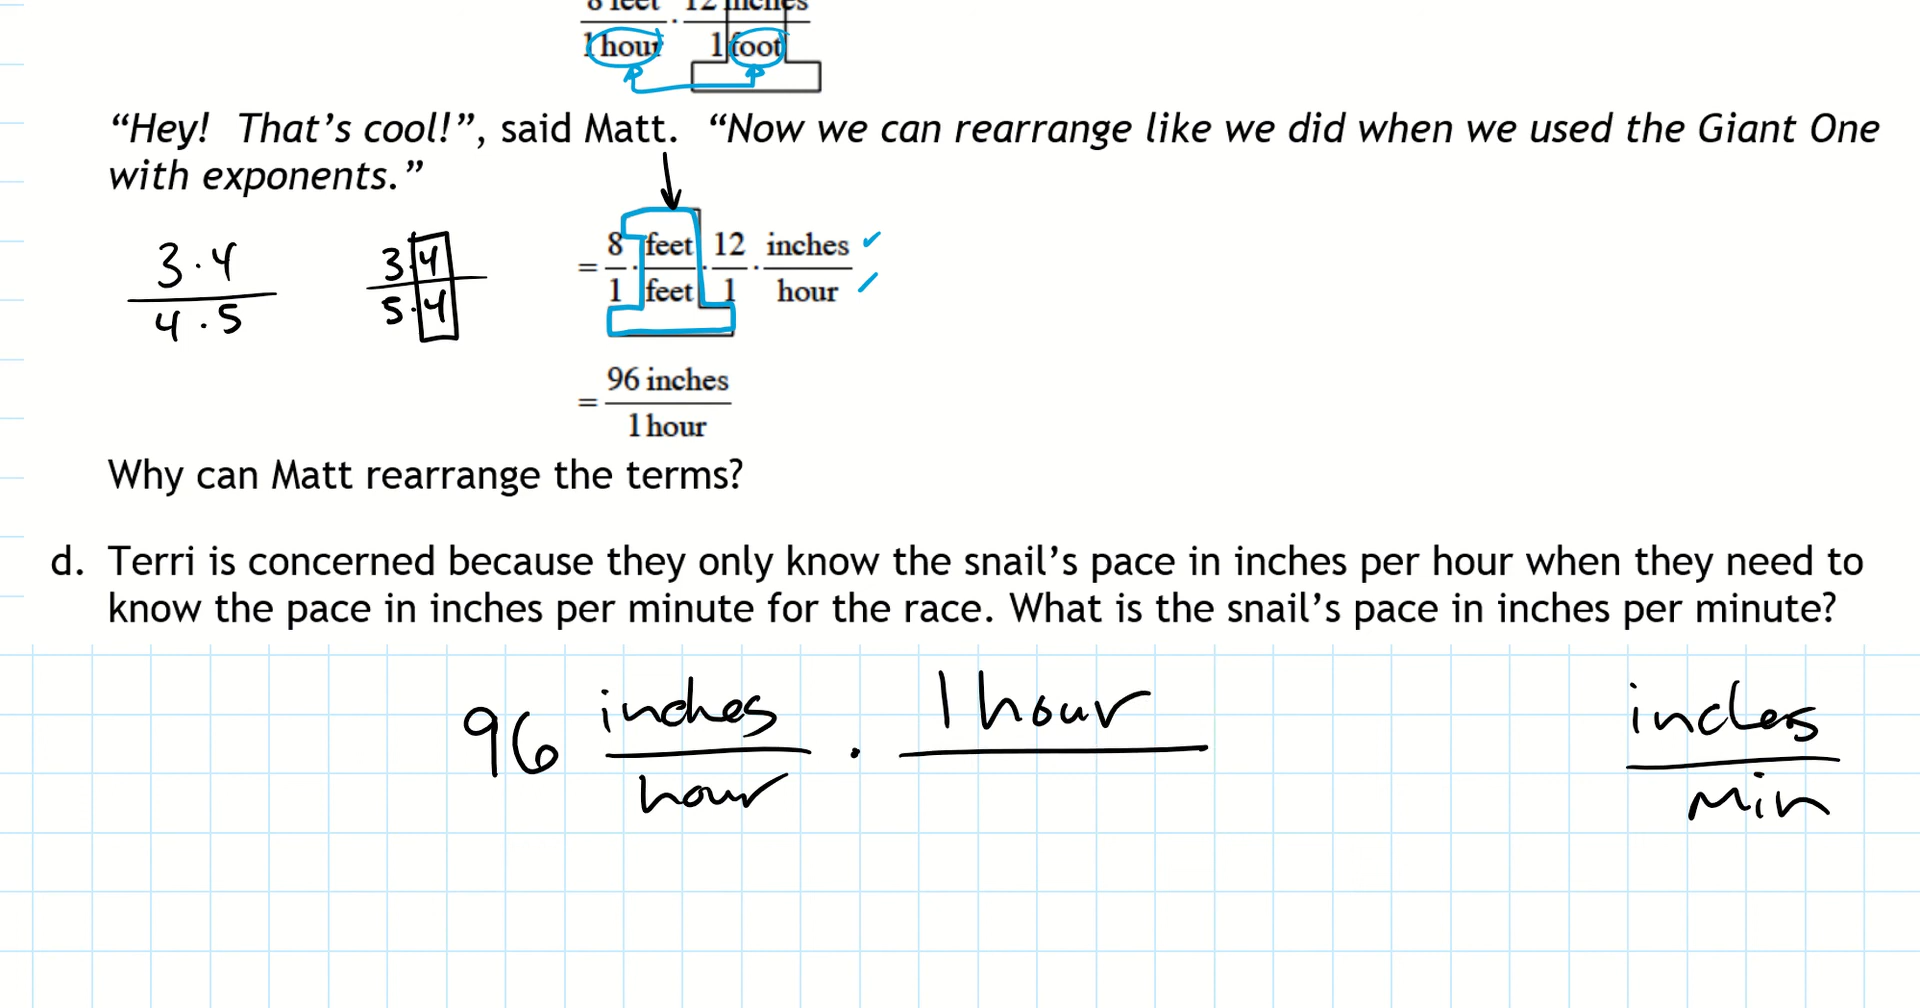 8 feet · 12 inches
1 hour 1 foot
“Hey! That’s cool!”, said Matt. “Now we can rearrange like we did when we used the Giant One
with exponents.”
3 · 4
4 · 5
3 · 4
5 · 4
= 8/1 · feet/feet · 12/1 · inches/hour
= 96 inches
1 hour
Why can Matt rearrange the terms?
d. Terri is concerned because they only know the snail’s pace in inches per hour when they need to
know the pace in inches per minute for the race. What is the snail’s pace in inches per minute?
96 inches/hour · 1 hour
inches
min